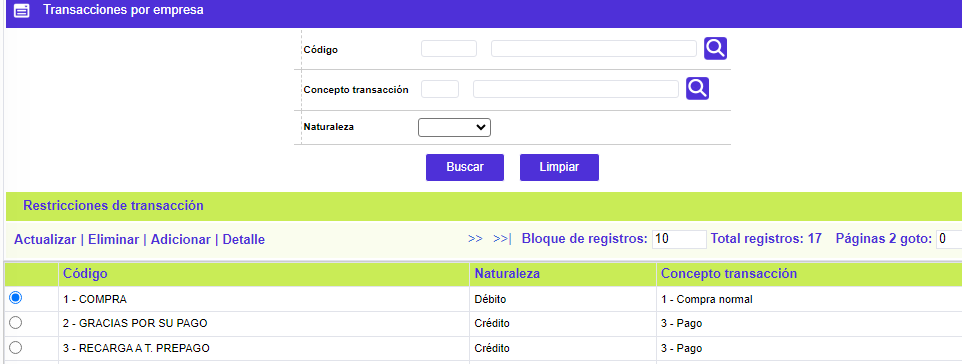 Transacciones por empresa
Código
Concepto transacción
Naturaleza
Buscar Limpiar
Restricciones de transacción
Actualizar | Eliminar | Adicionar | Detalle >> >>| Bloque de registros: 10 Total registros: 17 Páginas 2 goto: 0
Código Naturaleza Concepto transacción
1 - COMPRA Débito 1 - Compra normal
2 - GRACIAS POR SU PAGO Crédito 3 - Pago
3 - RECARGA A T. PREPAGO Crédito 3 - Pago